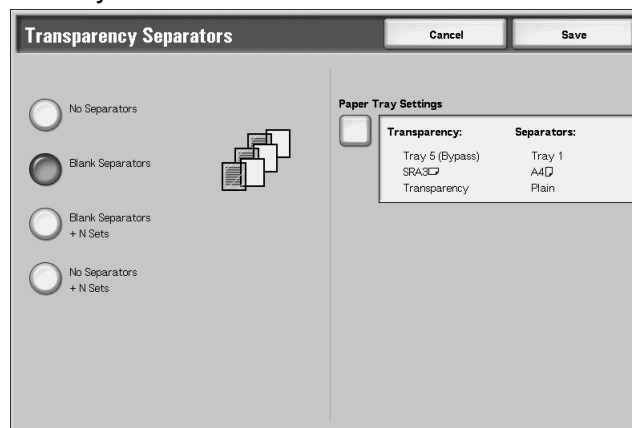 Transparency Separators
Cancel
Save
No Separators
Blank Separators
Blank Separators
+ N Sets
No Separators
+ N Sets
Paper Tray Settings
Transparency: Separators:
Tray 5 (Bypass) Tray 1
SRA3 A4
Transparency Plain